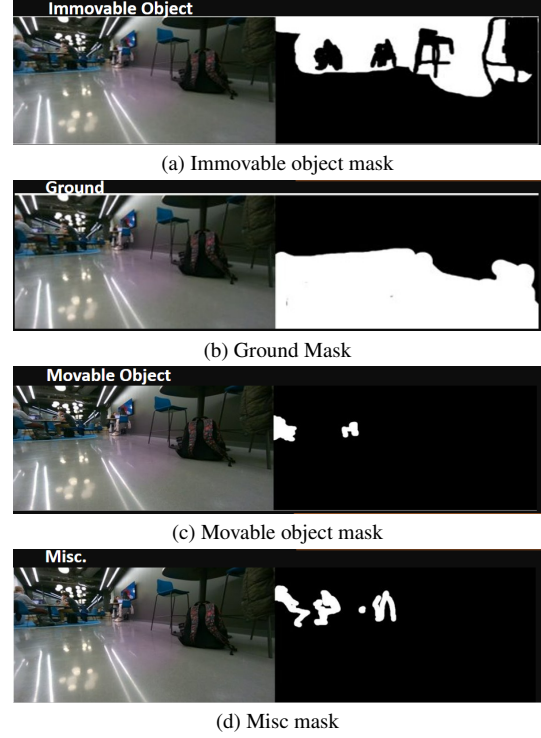 Immovable Object
(a) Immovable object mask
Ground
(b) Ground Mask
Movable Object
(c) Movable object mask
Misc.
(d) Misc mask